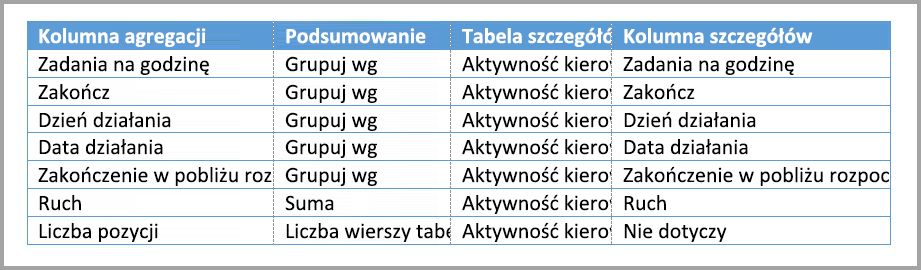 Kolumna agregacji Podsumowanie Tabela szczegółó Kolumna szczegółów
Zadania na godzinę Grupuj wg Aktywność kiero Zadania na godzinę
Zakończ Grupuj wg Aktywność kiero Zakończ
Dzień działania Grupuj wg Aktywność kiero Dzień działania
Data działania Grupuj wg Aktywność kiero Data działania
Zakończenie w pobliżu roz Grupuj wg Aktywność kiero Zakończenie w pobliżu rozpoc
Ruch Suma Aktywność kiero Ruch
Liczba pozycji Liczba wierszy tabe Aktywność kiero Nie dotyczy